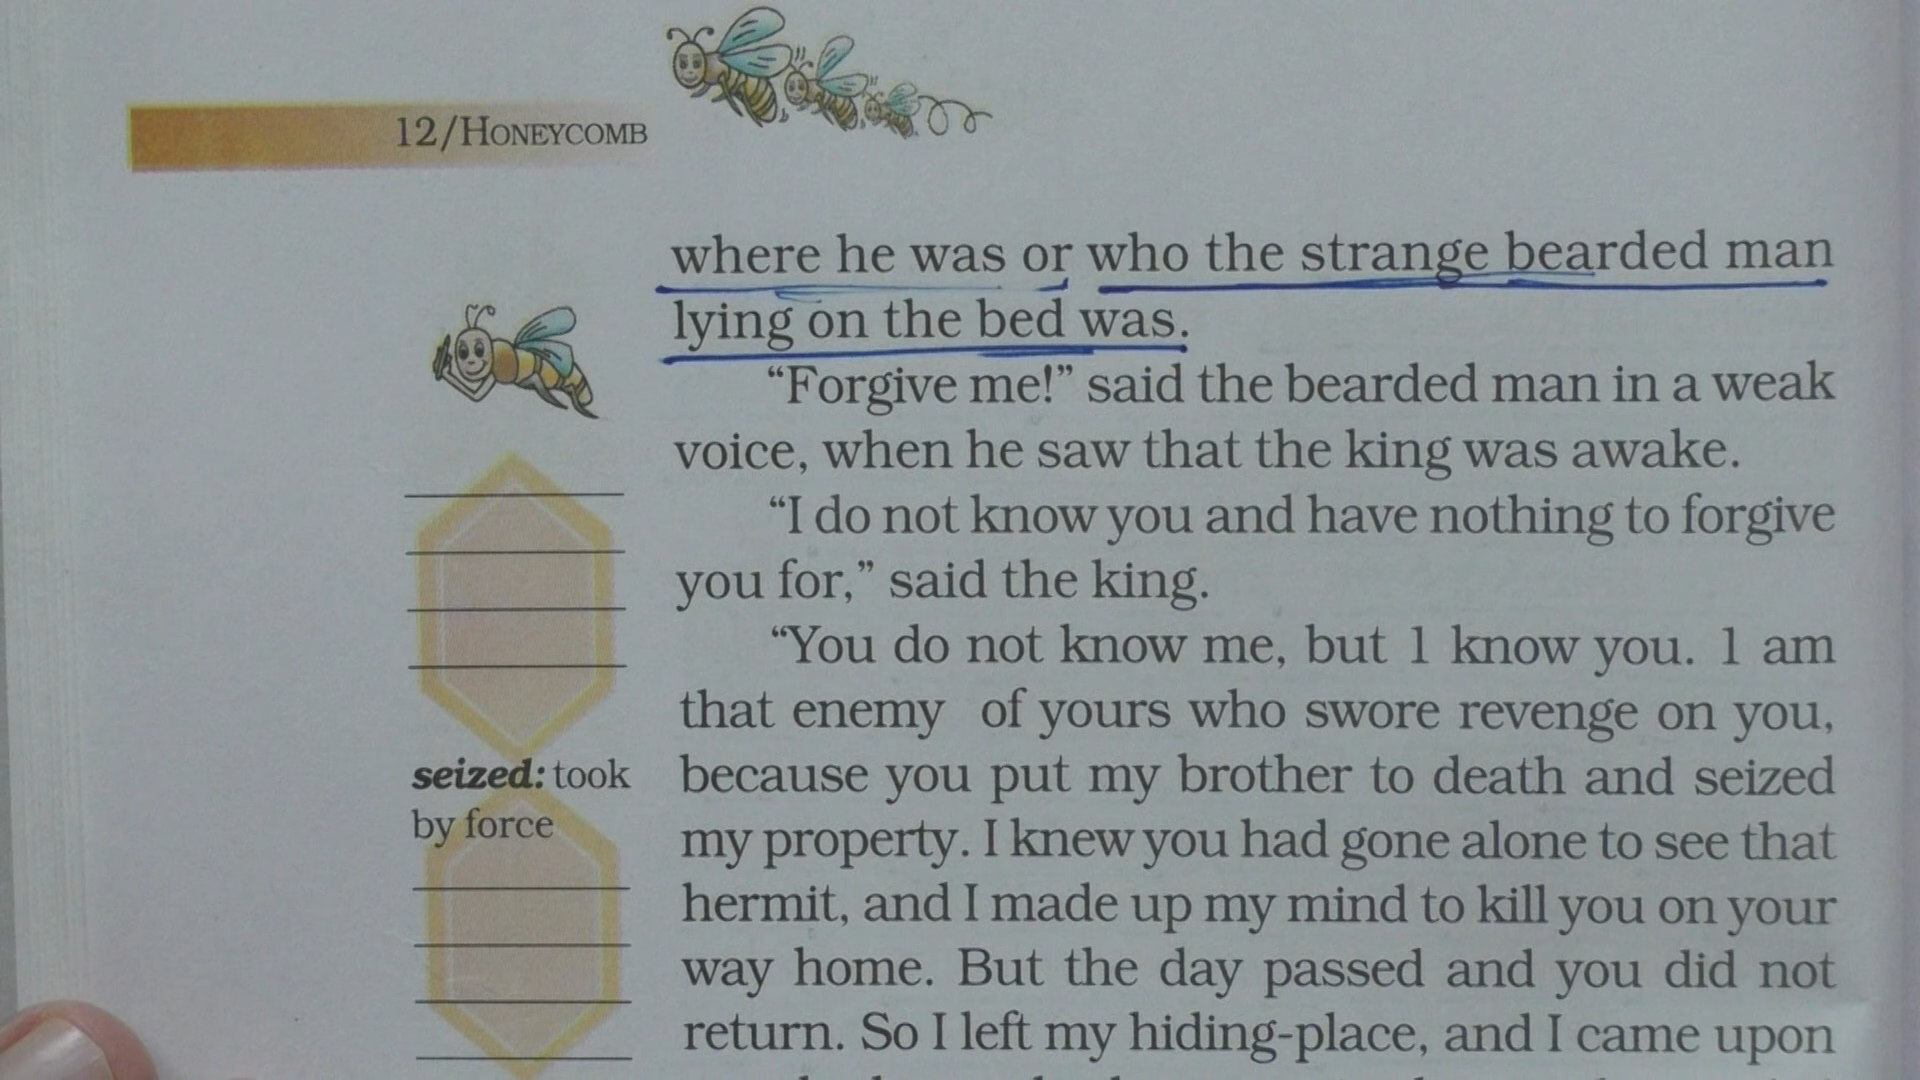 12/HONEYCOMB
where he was or who the strange bearded man
lying on the bed was.
“Forgive me!” said the bearded man in a weak
voice, when he saw that the king was awake.
“I do not know you and have nothing to forgive
you for,” said the king.
“You do not know me, but 1 know you. 1 am
that enemy of yours who swore revenge on you,
because you put my brother to death and seized
my property. I knew you had gone alone to see that
hermit, and I made up my mind to kill you on your
way home. But the day passed and you did not
return. So I left my hiding-place, and I came upon
seized: took
by force